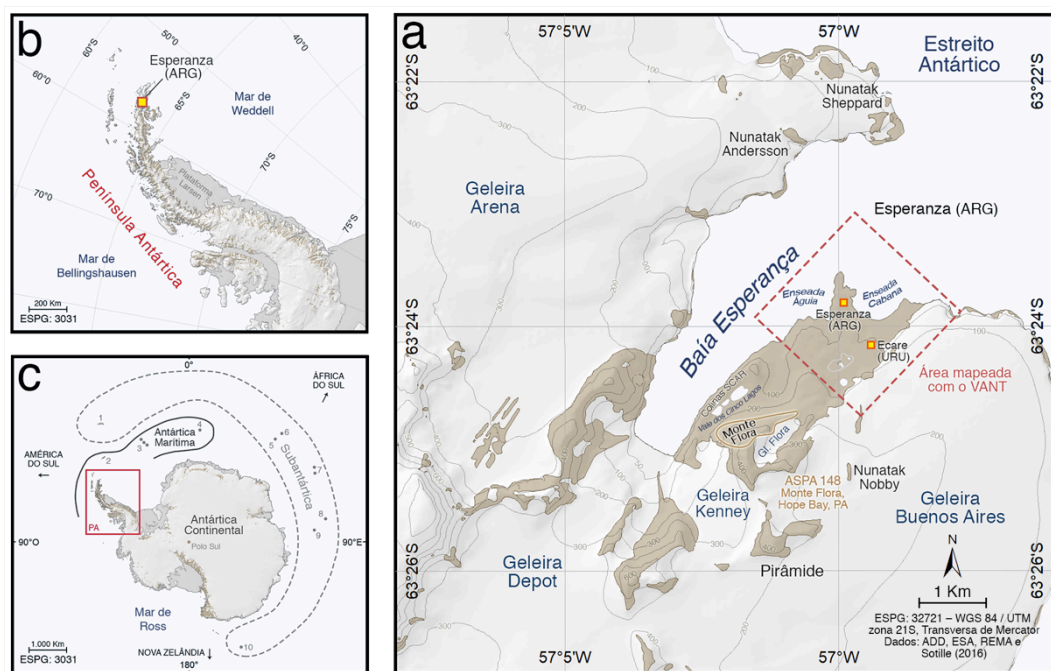 b
60°S
50°O
40°O
60°O
Esperanza
(ARG)
65°S
Mar de
Weddell
70°O
Plataforma
Larsen
70°S
75°S
Península Antártica
Mar de
Bellingshausen
200 Km
ESPG: 3031
c
0°
ÁFRICA
DO SUL
1
2
3
4
5
6
7
8
9
10
Antártica
Marítima
Subantártica
AMÉRICA
DO SUL
PA
Antártica
Continental
Polo Sul
90°O
90°E
Mar de
Ross
1.000 Km
ESPG: 3031
NOVA ZELÂNDIA
180°
a
57°5'W
57°W
Estreito
Antártico
63°22'S
63°22'S
Nunatak
Sheppard
Nunatak
Andersson
Geleira
Arena
Esperanza (ARG)
Baía Esperança
Enseada
Águia
Enseada
Cabana
Esperanza
(ARG)
63°24'S
63°24'S
Ecare
(URU)
Área mapeada
com o VANT
Colinas SCAR
Vale dos Cinco Lagos
Monte
Flora
Gl. Flora
ASPA 148
Monte Flora,
Hope Bay, PA
Nunatak
Nobby
Geleira
Kenney
Geleira
Buenos Aires
Geleira
Depot
Pirâmide
63°26'S
63°26'S
N
1 Km
ESPG: 32721 – WGS 84 / UTM
zona 21S, Transversa de Mercator
Dados: ADD, ESA, REMA e
Sotille (2016)
57°5'W
57°W